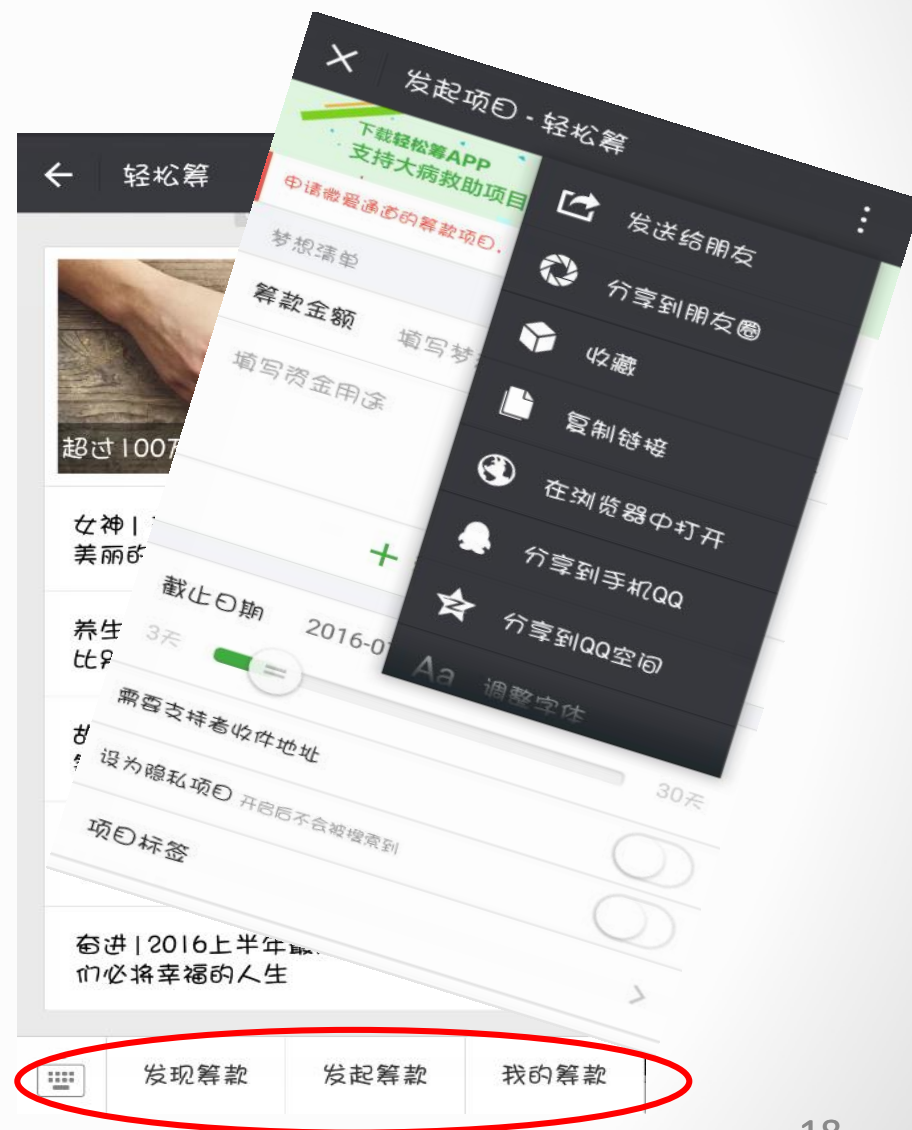 轻松筹
超过100万
女神 |
美丽的
养生
比
奋进 | 2016上半年最
们必将幸福的人生
发现筹款
发起筹款
我的筹款
发起项目 - 轻松筹
下载轻松筹APP
支持大病救助项目
申请微爱通道的筹款项目,
梦想清单
筹款金额 填写梦
填写资金用途
+
截止日期 2016-0
3天
30天
需要支持者收件地址
设为隐私项目 开启后不会被搜索到
项目标签
发送给朋友
分享到朋友圈
收藏
复制链接
在浏览器中打开
分享到手机QQ
分享到QQ空间
Aa 调整字体
18